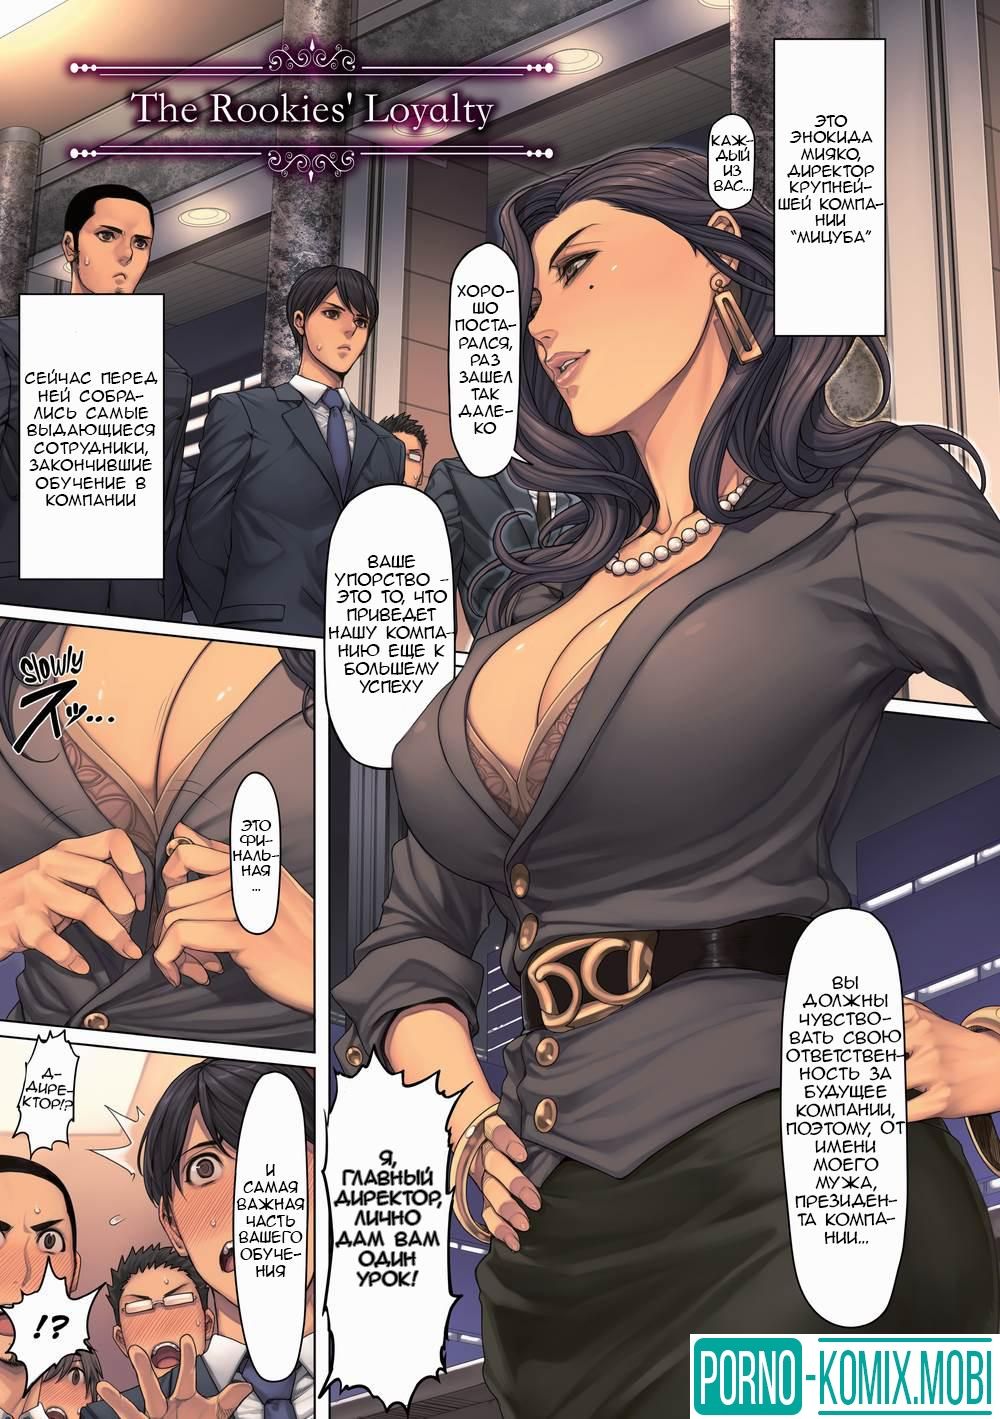 The Rookies' Loyalty
ЭТО
ЭНОКИДА
МИЯКО,
ДИРЕКТОР
КРУПНЕЙ-
ШЕЙ КОМПА-
НИИ
"МИЦУБА"
КАЖ-
ДЫЙ
ИЗ
ВАС...
ХОРО-
ШО
ПОСТА-
РАЛСЯ,
РАЗ
ЗАШЕЛ
ТАК
ДАЛЕ-
КО
СЕЙЧАС ПЕРЕД
НЕЙ СОБРА-
ЛИСЬ САМЫЕ
ВЫДАЮЩИЕСЯ
СОТРУДНИКИ,
ЗАКОНЧИВШИЕ
ОБУЧЕНИЕ В
КОМПАНИИ
ВАШЕ
УПОРСТВО -
ЭТО ТО, ЧТО
ПРИВЕДЕТ
НАШУ КОМПА-
НИЮ ЕЩЕ К
БОЛЬШЕМУ
УСПЕХУ
ВЫ
ДОЛЖНЫ
ЧУВСТВО-
ВАТЬ СВОЮ
ОТВЕТСТВЕН-
НОСТЬ ЗА
БУДУЩЕЕ
КОМПАНИИ,
ПОЭТОМУ, ОТ
ИМЕНИ
МОЕГО
МУЖА,
ПРЕЗИДЕН-
ТА КОМПА-
НИИ...
SLOWLY
スッ...
ЭТО
ФИ-
НАЛЬ-
НАЯ
...
Д-
ДИРЕ-
КТОР!?
И
САМАЯ
ВАЖНАЯ
ЧАСТЬ
ВАШЕГО
ОБУЧЕ-
НИЯ
!?
Я,
ГЛАВНЫЙ
ДИРЕКТОР,
ЛИЧНО
ДАМ ВАМ
ОДИН
УРОК!
PORNO-KOMIX.MOBI